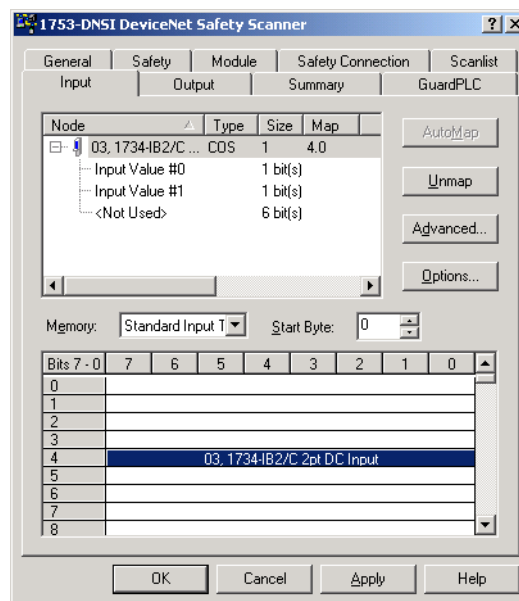 1753-DNSI DeviceNet Safety Scanner
General Safety Module Safety Connection Scanlist
Input Output Summary GuardPLC
Node Type Size Map
03, 1734-IB2/C ... COS 1 4.0
Input Value #0 1 bit(s)
Input Value #1 1 bit(s)
<Not Used> 6 bit(s)
AutoMap
Unmap
Advanced...
Options...
Memory: Standard Input T Start Byte: 0
Bits 7 - 0 7 6 5 4 3 2 1 0
0
1
2
3
4 03, 1734-IB2/C 2pt DC Input
5
6
7
8
OK Cancel Apply Help